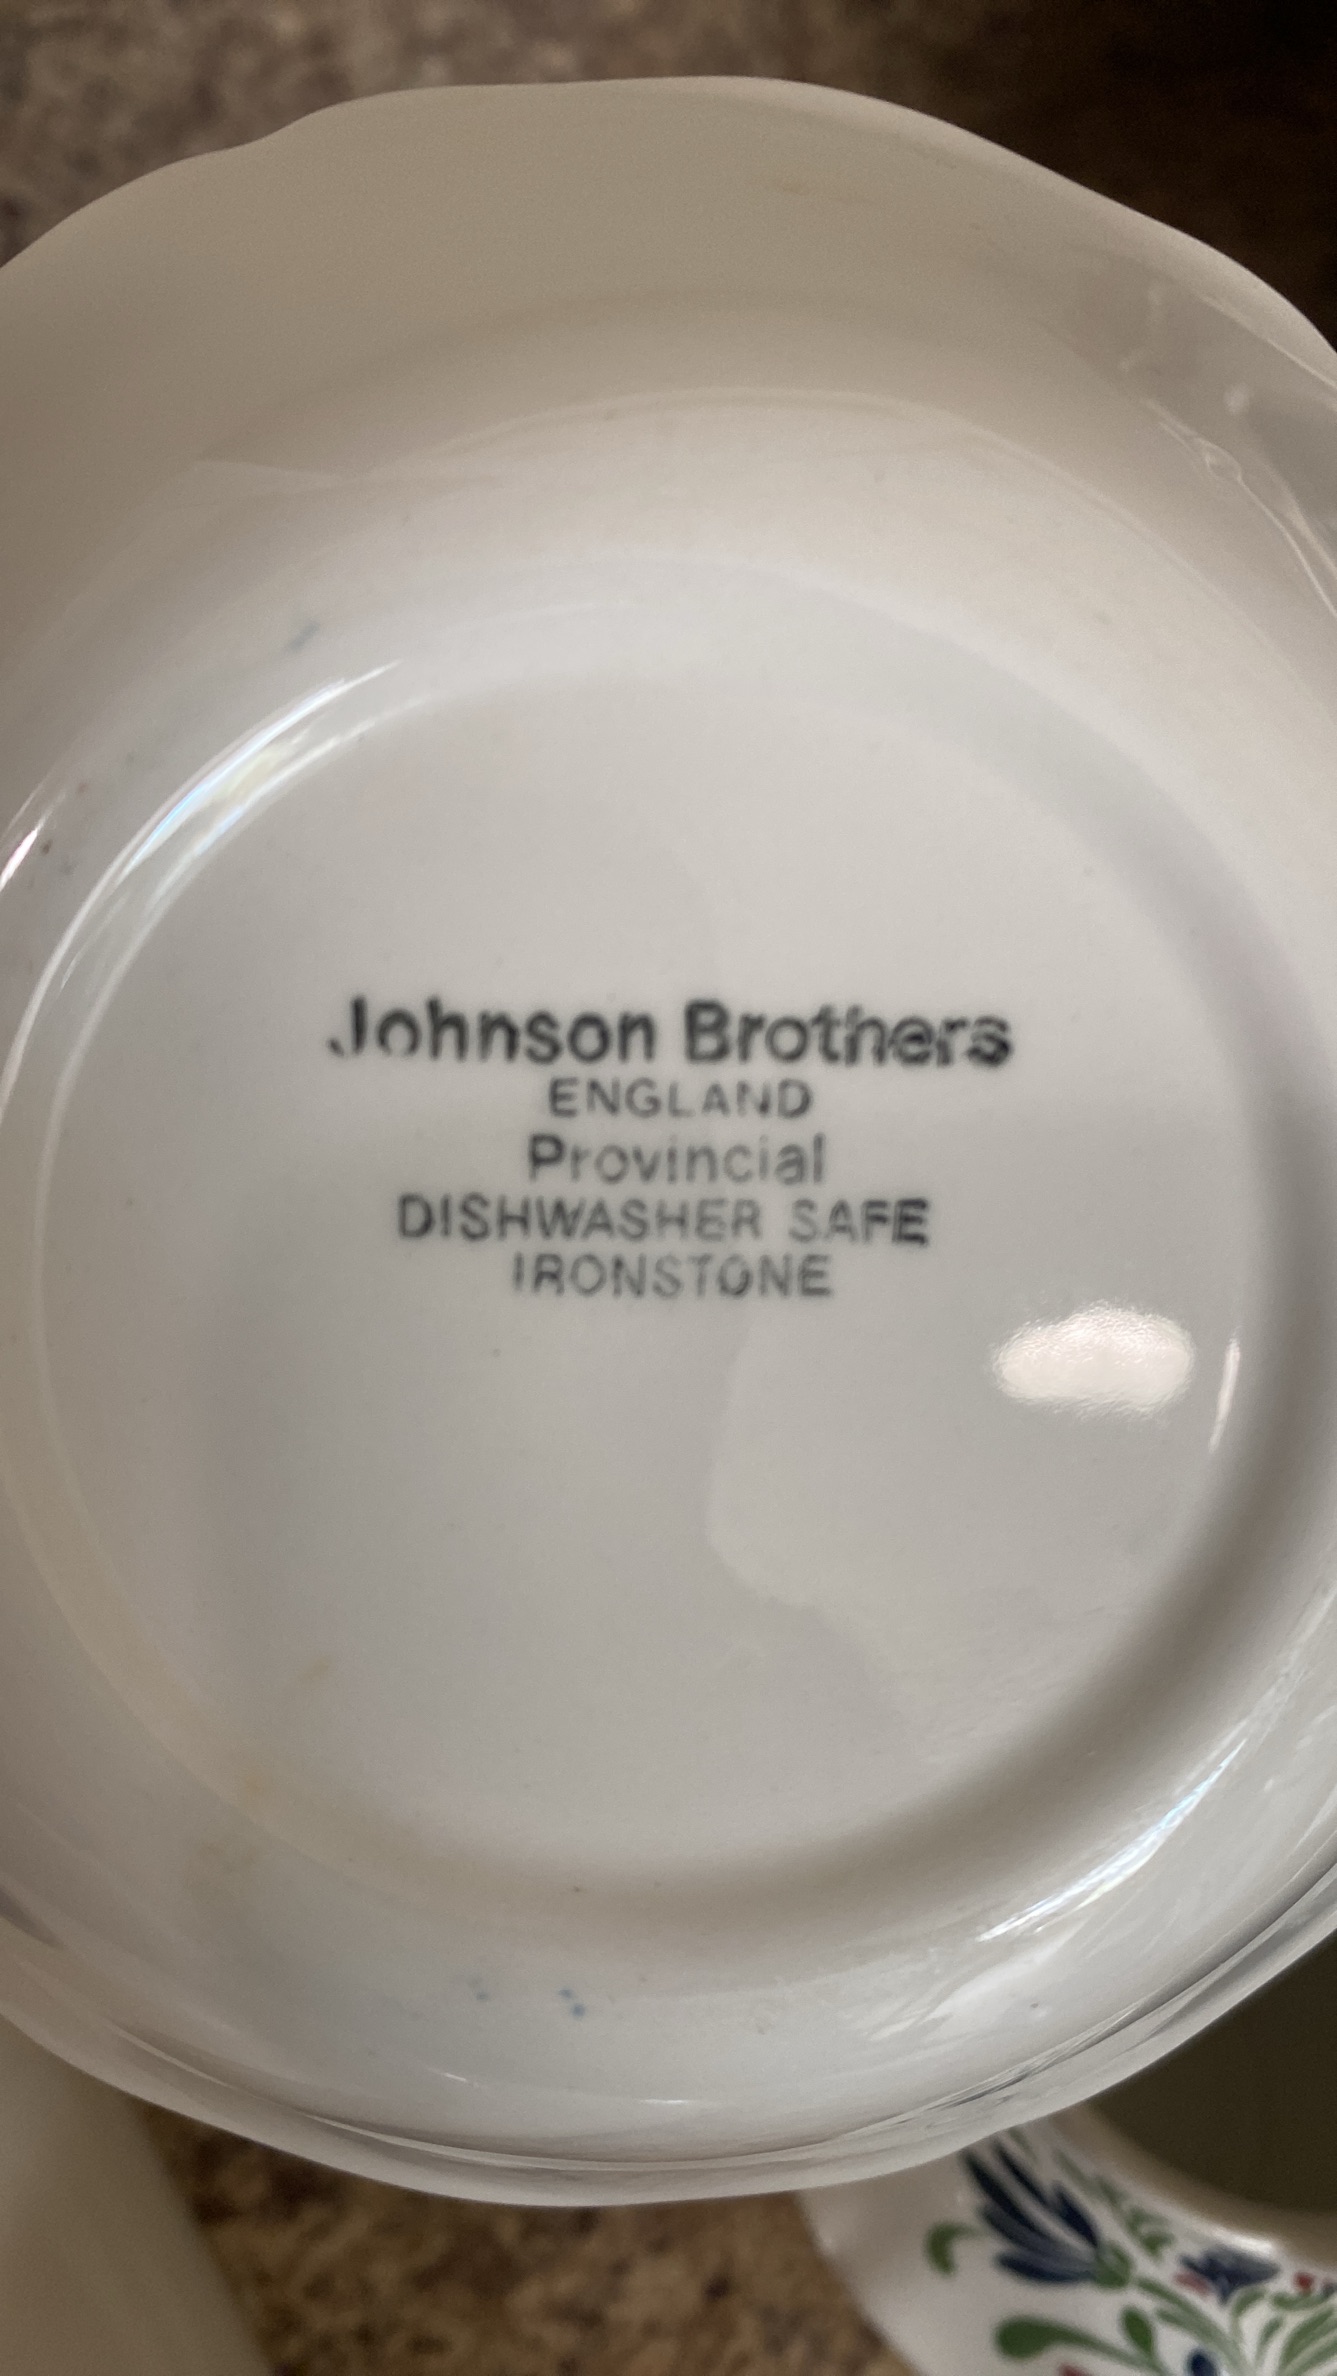 Johnson Brothers
ENGLAND
Provincial
DISHWASHER SAFE
IRONSTONE